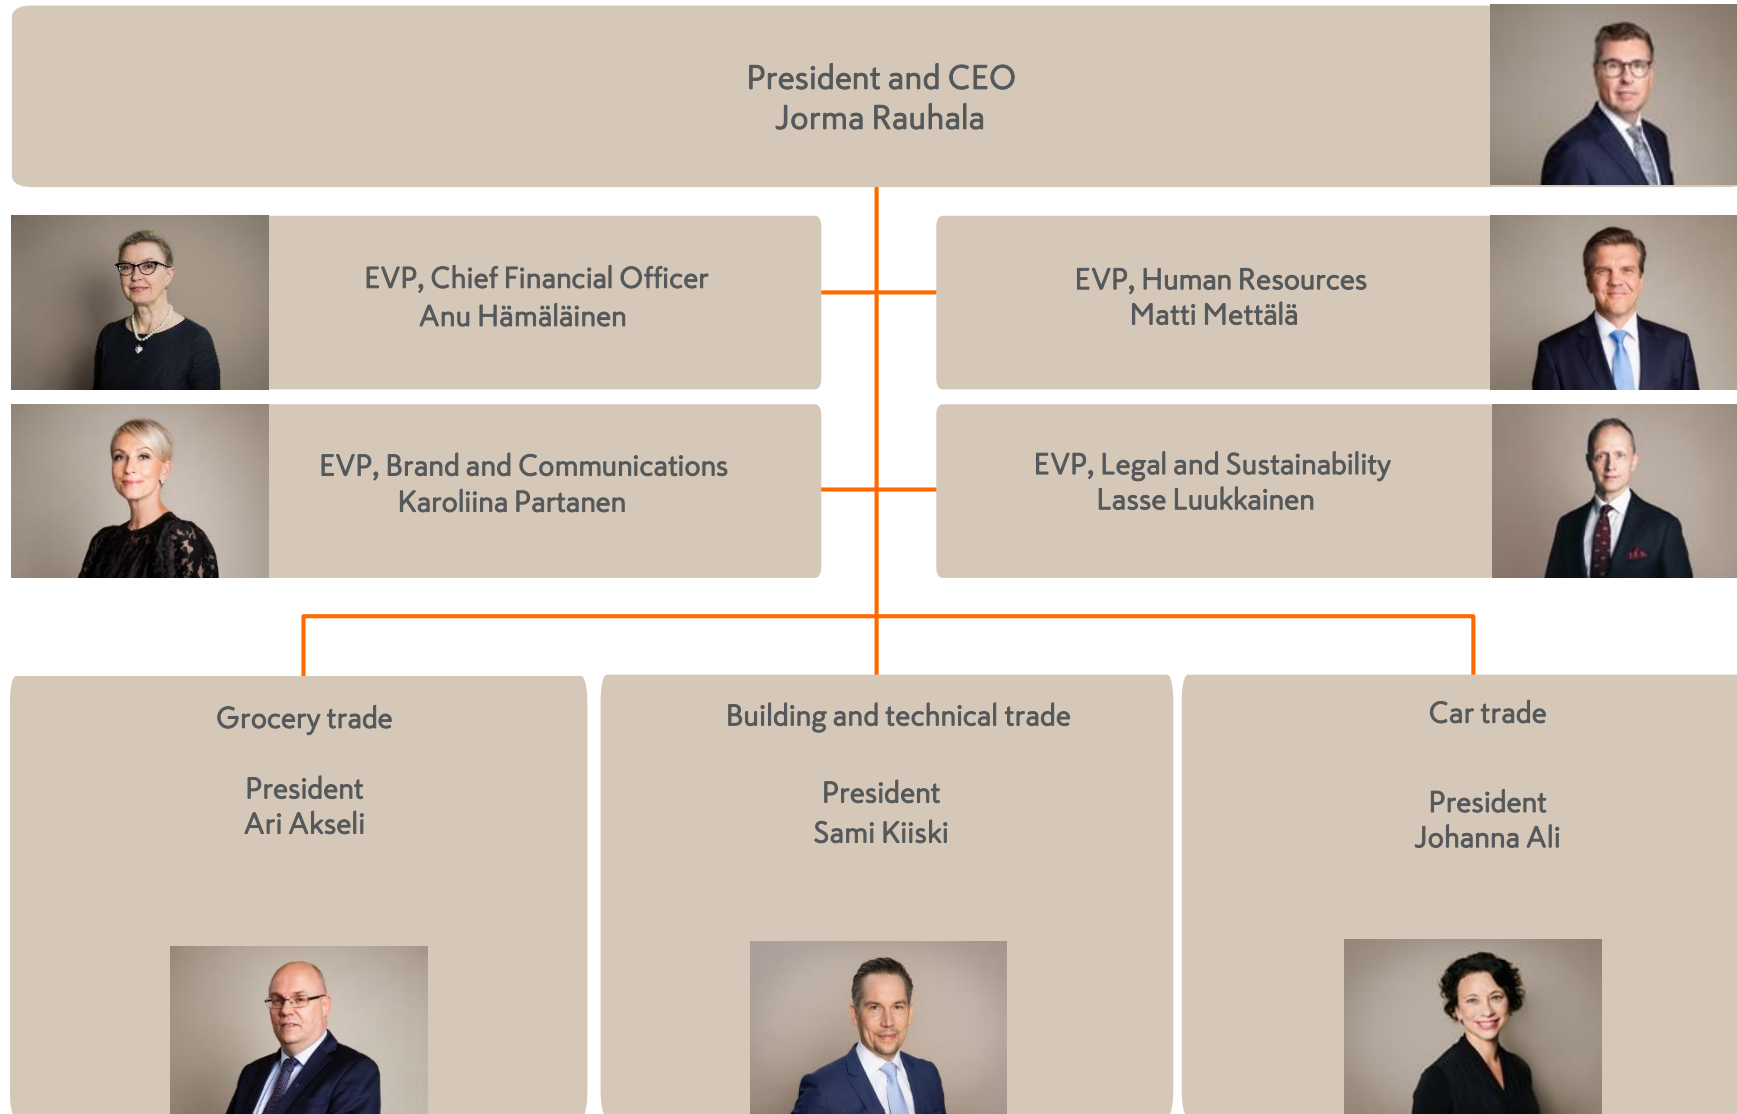 President and CEO
Jorma Rauhala
EVP, Chief Financial Officer
Anu Hämäläinen
EVP, Human Resources
Matti Mettälä
EVP, Brand and Communications
Karoliina Partanen
EVP, Legal and Sustainability
Lasse Luukkainen
Grocery trade
President
Ari Akseli
Building and technical trade
President
Sami Kiiski
Car trade
President
Johanna Ali